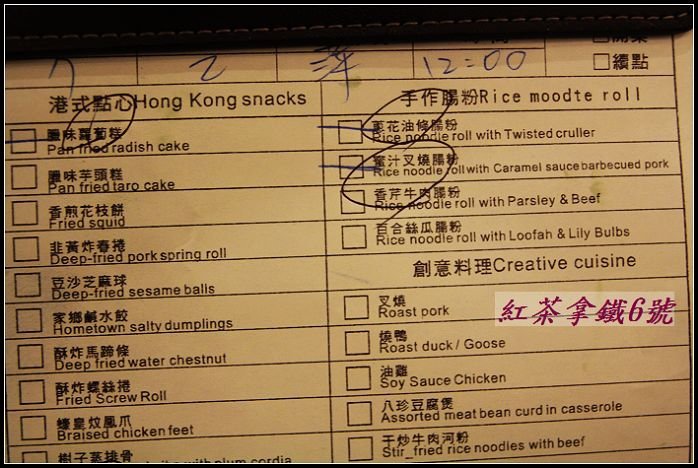 7 2 萍 12:00
□續點
港式點心Hong Kong snacks
臘味蘿蔔糕
Pan fried radish cake
臘味芋頭糕
Pan fried taro cake
香煎花枝餅
Fried squid
韭黃炸春捲
Deep-fried pork spring roll
豆沙芝麻球
Deep-fried sesame balls
家鄉鹹水餃
Hometown salty dumplings
酥炸馬蹄條
Deep fried water chestnut
酥炸螺絲捲
Fried Screw Roll
蠔皇炆鳳爪
Braised chicken feet
樹子蒸排骨
with plum cordia
手作腸粉Rice moodte roll
蔥花油條腸粉
Rice noodle roll with Twisted cruller
蜜汁叉燒腸粉
Rice noodle roll with Caramel sauce barbecued pork
香芹牛肉腸粉
Rice noodle roll with Parsley & Beef
百合絲瓜腸粉
Rice noodle roll with Loofah & Lily Bulbs
創意料理Creative cuisine
叉燒
Roast pork
燒鴨
Roast duck / Goose
油雞
Soy Sauce Chicken
八珍豆腐煲
Assorted meat bean curd in casserole
干炒牛肉河粉
Stir_fried rice noodles with beef
紅茶拿鐵6號